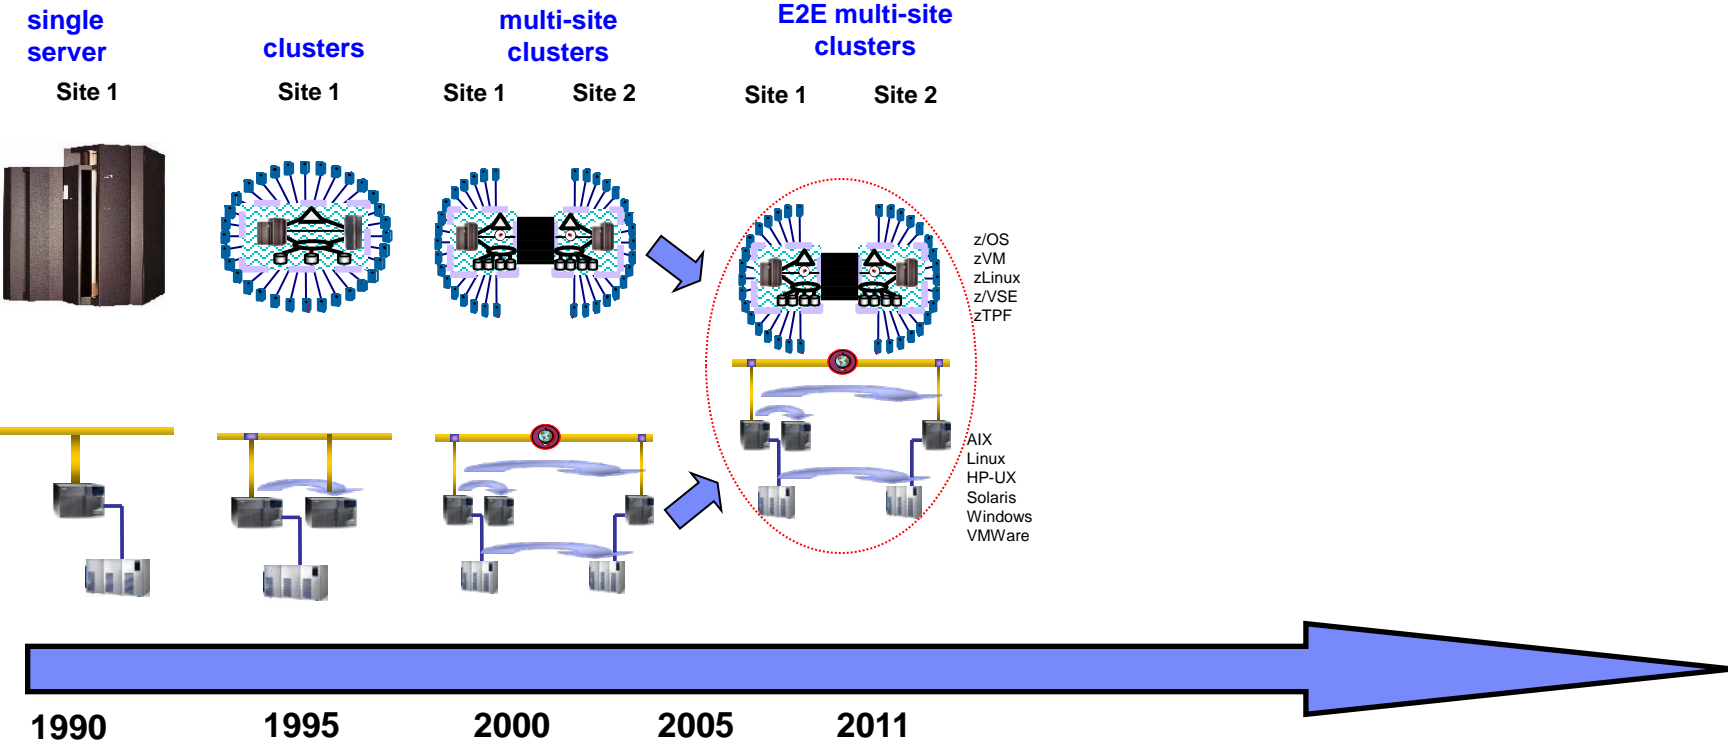 single
server
clusters
multi-site
clusters
E2E multi-site
clusters
Site 1
Site 1
Site 1
Site 2
Site 1
Site 2
z/OS
zVM
zLinux
z/VSE
zTPF
AIX
Linux
HP-UX
Solaris
Windows
VMWare
1990
1995
2000
2005
2011